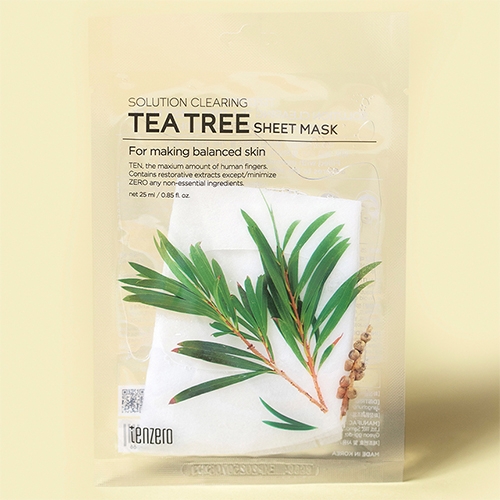 SOLUTION CLEARING
TEA TREE SHEET MASK
For making balanced skin
TEN, the maxium amount of human fingers.
Contains restorative extracts except/minimize
ZERO any non-essential ingredients.
net 25 ml / 0.85 fl. oz.
tenzero
MADE IN KOREA